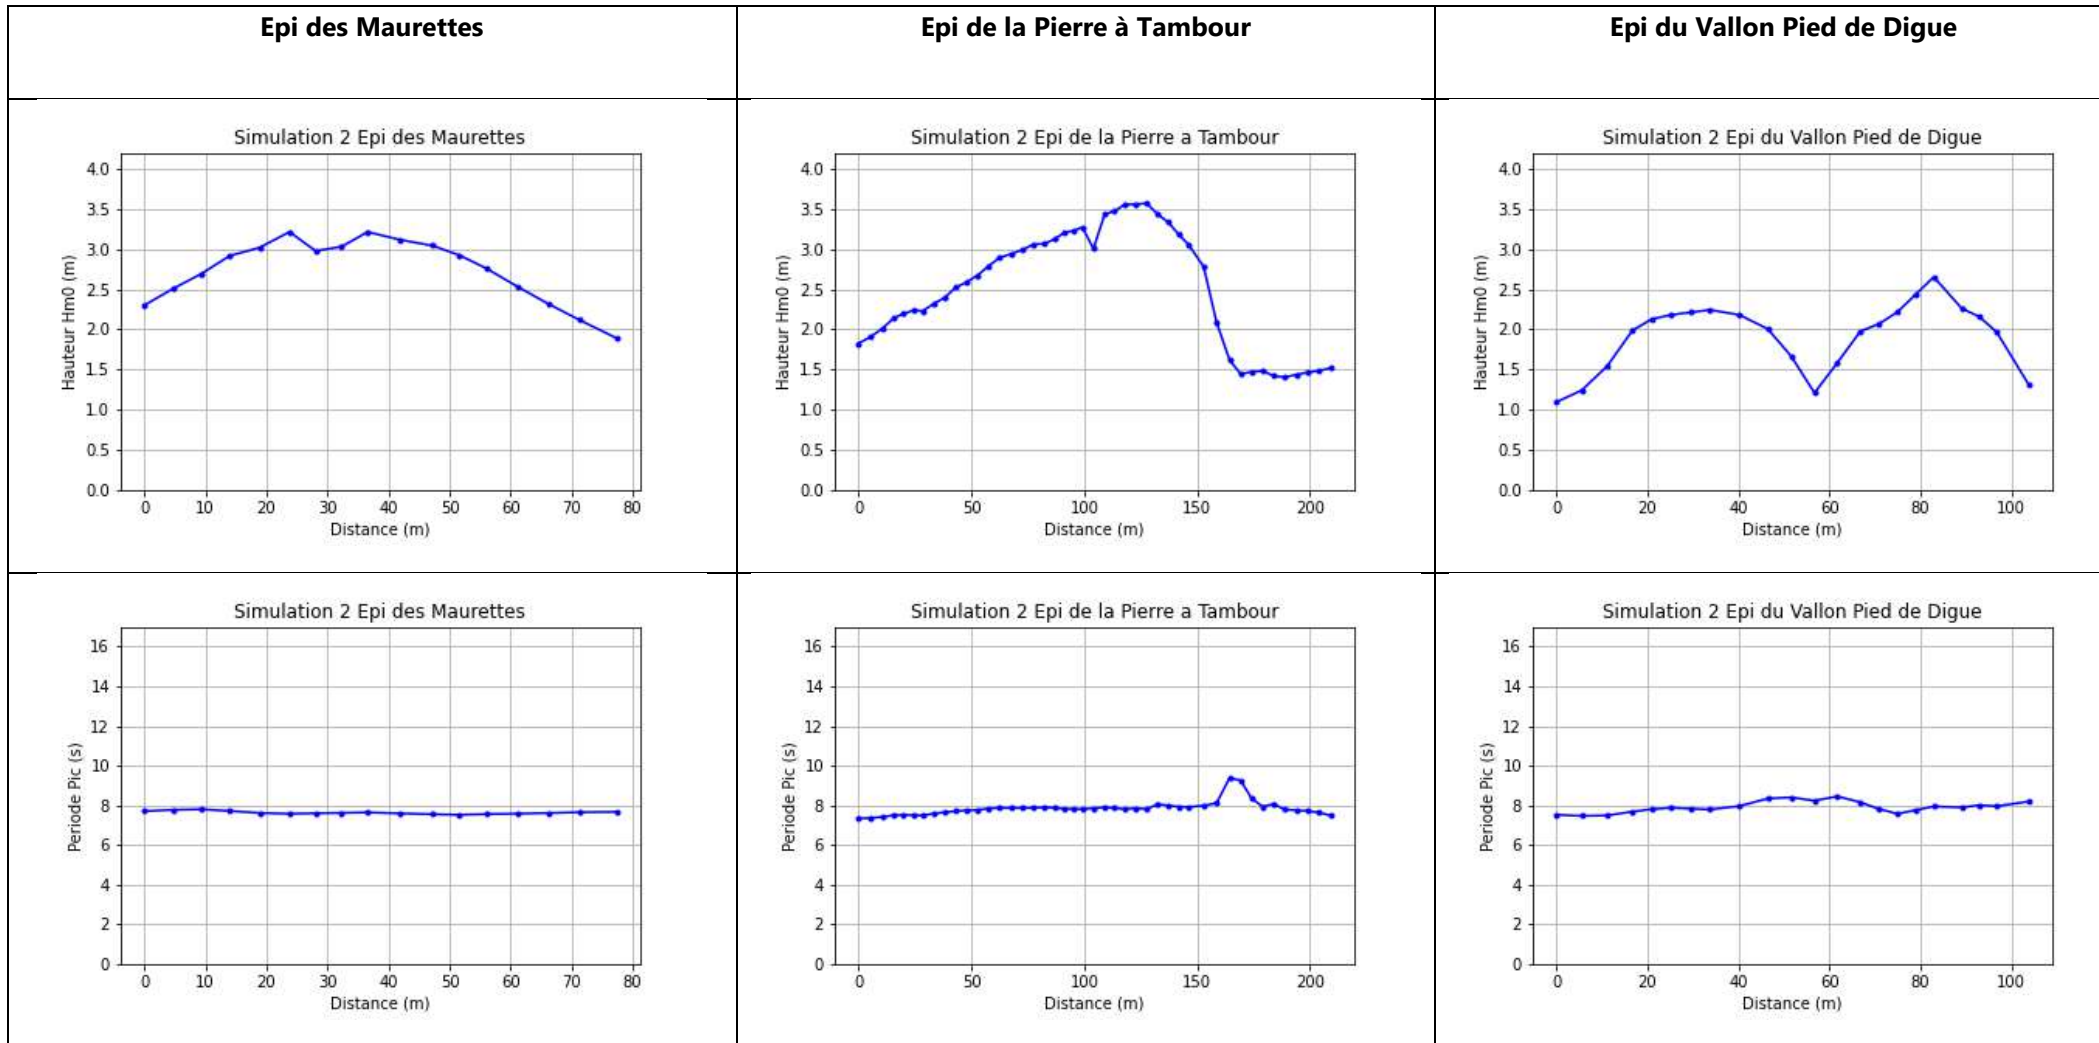 Epi des Maurettes
Epi de la Pierre à Tambour
Epi du Vallon Pied de Digue
Simulation 2 Epi des Maurettes
4.0
3.5
3.0
2.5
2.0
1.5
1.0
0.5
0.0
Hauteur Hm0 (m)
0 10 20 30 40 50 60 70 80
Distance (m)
Simulation 2 Epi de la Pierre a Tambour
4.0
3.5
3.0
2.5
2.0
1.5
1.0
0.5
0.0
Hauteur Hm0 (m)
0 50 100 150 200
Distance (m)
Simulation 2 Epi du Vallon Pied de Digue
4.0
3.5
3.0
2.5
2.0
1.5
1.0
0.5
0.0
Hauteur Hm0 (m)
0 20 40 60 80 100
Distance (m)
Simulation 2 Epi des Maurettes
16
14
12
10
8
6
4
2
0
Periode Pic (s)
0 10 20 30 40 50 60 70 80
Distance (m)
Simulation 2 Epi de la Pierre a Tambour
16
14
12
10
8
6
4
2
0
Periode Pic (s)
0 50 100 150 200
Distance (m)
Simulation 2 Epi du Vallon Pied de Digue
16
14
12
10
8
6
4
2
0
Periode Pic (s)
0 20 40 60 80 100
Distance (m)